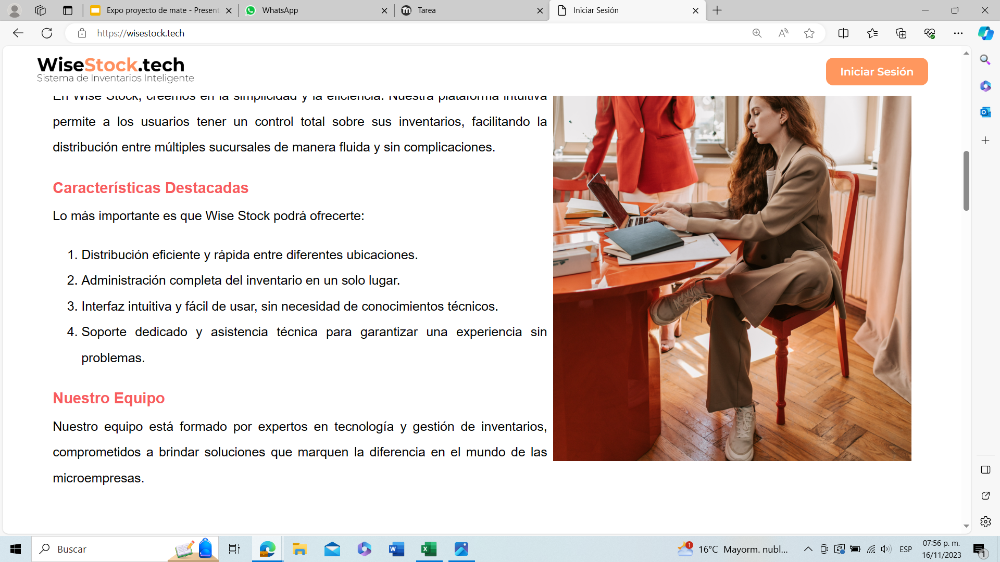 Expo proyecto de mate - Present
WhatsApp
Tarea
Iniciar Sesión
https://wisestock.tech
WiseStock.tech
Sistema de Inventarios Inteligente
Iniciar Sesión
En Wise Stock, creemos en la simplicidad y la eficiencia. Nuestra plataforma intuitiva
permite a los usuarios tener un control total sobre sus inventarios, facilitando la
distribución entre múltiples sucursales de manera fluida y sin complicaciones.
Características Destacadas
Lo más importante es que Wise Stock podrá ofrecerte:
1. Distribución eficiente y rápida entre diferentes ubicaciones.
2. Administración completa del inventario en un solo lugar.
3. Interfaz intuitiva y fácil de usar, sin necesidad de conocimientos técnicos.
4. Soporte dedicado y asistencia técnica para garantizar una experiencia sin
problemas.
Nuestro Equipo
Nuestro equipo está formado por expertos en tecnología y gestión de inventarios,
comprometidos a brindar soluciones que marquen la diferencia en el mundo de las
microempresas.
Buscar
1
16°C Mayorm. nubl...
ESP
07:56 p. m.
16/11/2023
1